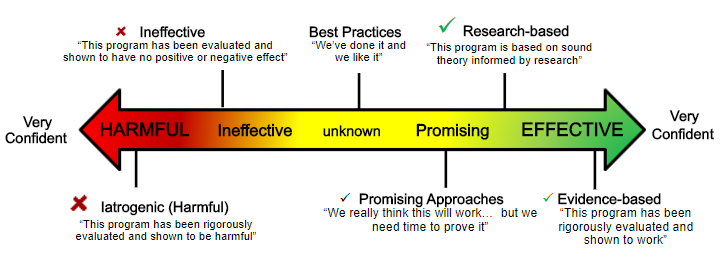 Ineffective
“This program has been evaluated and
shown to have no positive or negative effect”
Best Practices
“We’ve done it and
we like it”
Research-based
“This program is based on sound
theory informed by research”
Very
Confident
HARMFUL
Ineffective
unknown
Promising
EFFECTIVE
Very
Confident
Iatrogenic (Harmful)
“This program has been rigorously
evaluated and shown to be harmful”
Promising Approaches
“We really think this will work... but we
need time to prove it”
Evidence-based
“This program has been
rigorously evaluated and
shown to work”